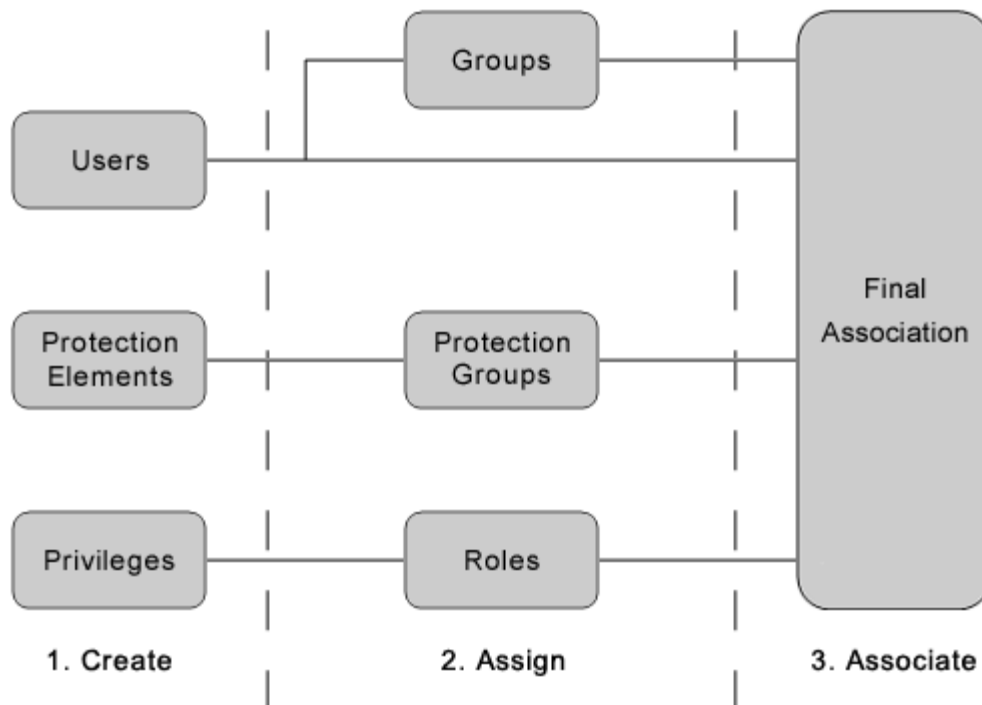 Groups
Users
Final
Association
Protection
Elements
Protection
Groups
Privileges
Roles
1. Create
2. Assign
3. Associate